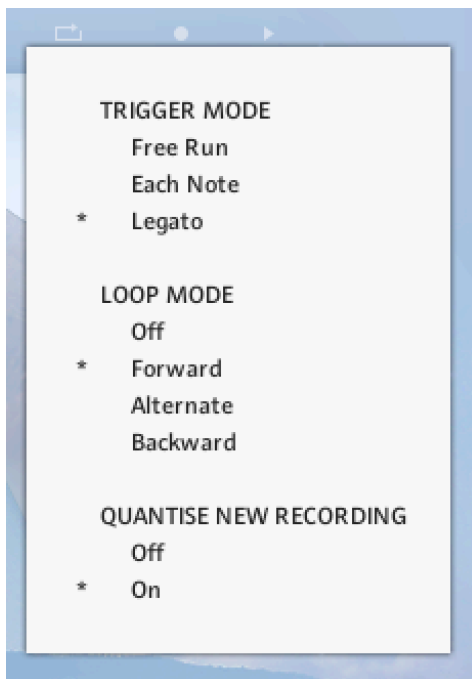 TRIGGER MODE
Free Run
Each Note
* Legato
LOOP MODE
Off
* Forward
Alternate
Backward
QUANTISE NEW RECORDING
Off
* On